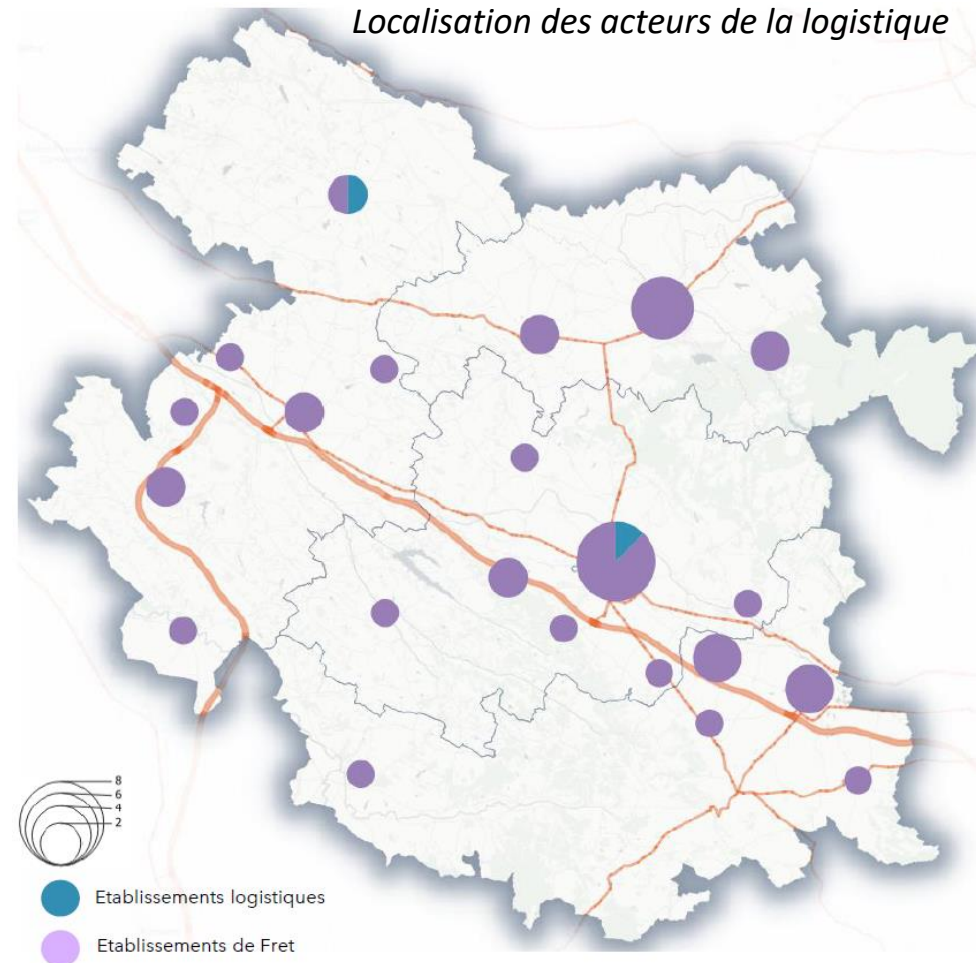 Localisation des acteurs de la logistique
8
6
4
2
Etablissements logistiques
Etablissements de Fret